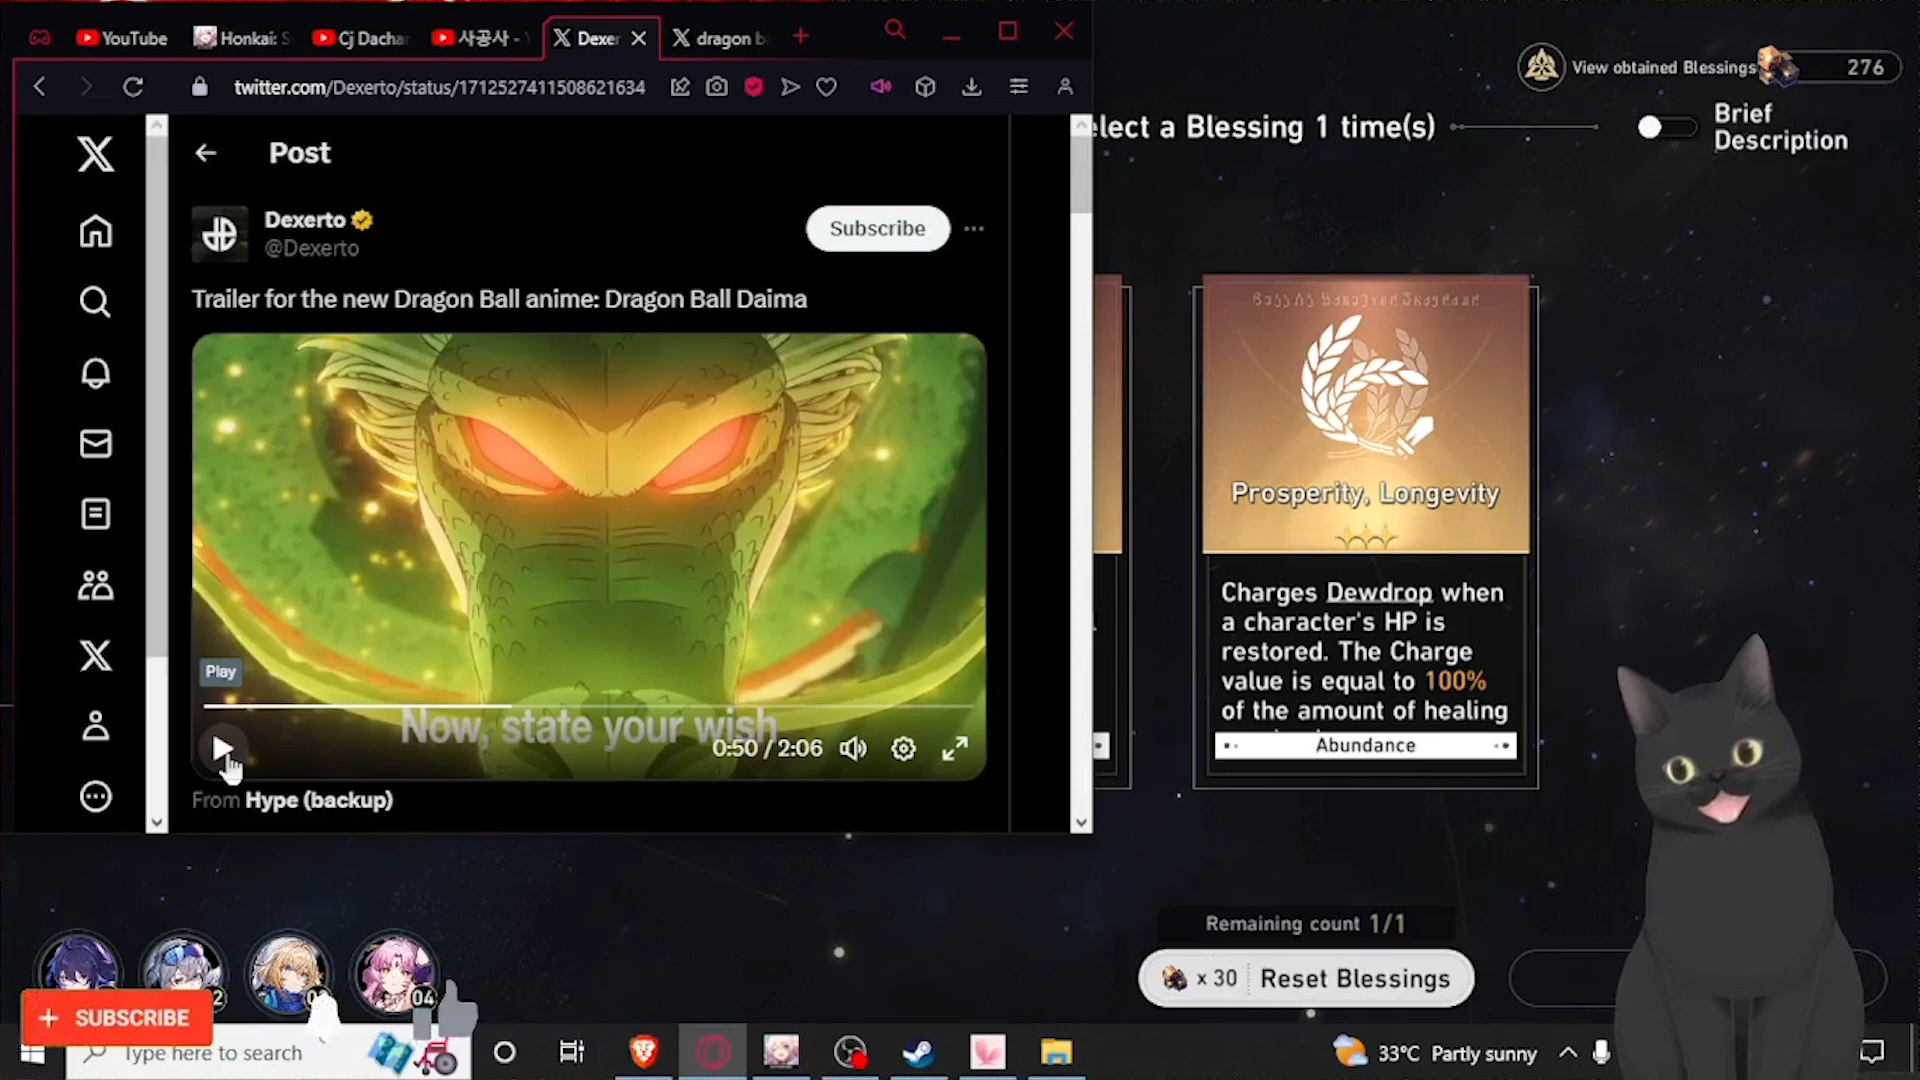 YouTube
Honkai: S
Cj Dachar
사공사 -
Dexer
dragon b
twitter.com/Dexerto/status/1712527411508621634
Post
Dexerto
@Dexerto
Subscribe
Trailer for the new Dragon Ball anime: Dragon Ball Daima
Play
Now, state your wish
0:50 / 2:06
From Hype (backup)
View obtained Blessings
276
elect a Blessing 1 time(s)
Brief
Description
Prosperity, Longevity
Charges Dewdrop when
a character's HP is
restored. The Charge
value is equal to 100%
of the amount of healing
Abundance
Remaining count 1/1
x 30 Reset Blessings
2
04
+ SUBSCRIBE
Type here to search
33°C Partly sunny